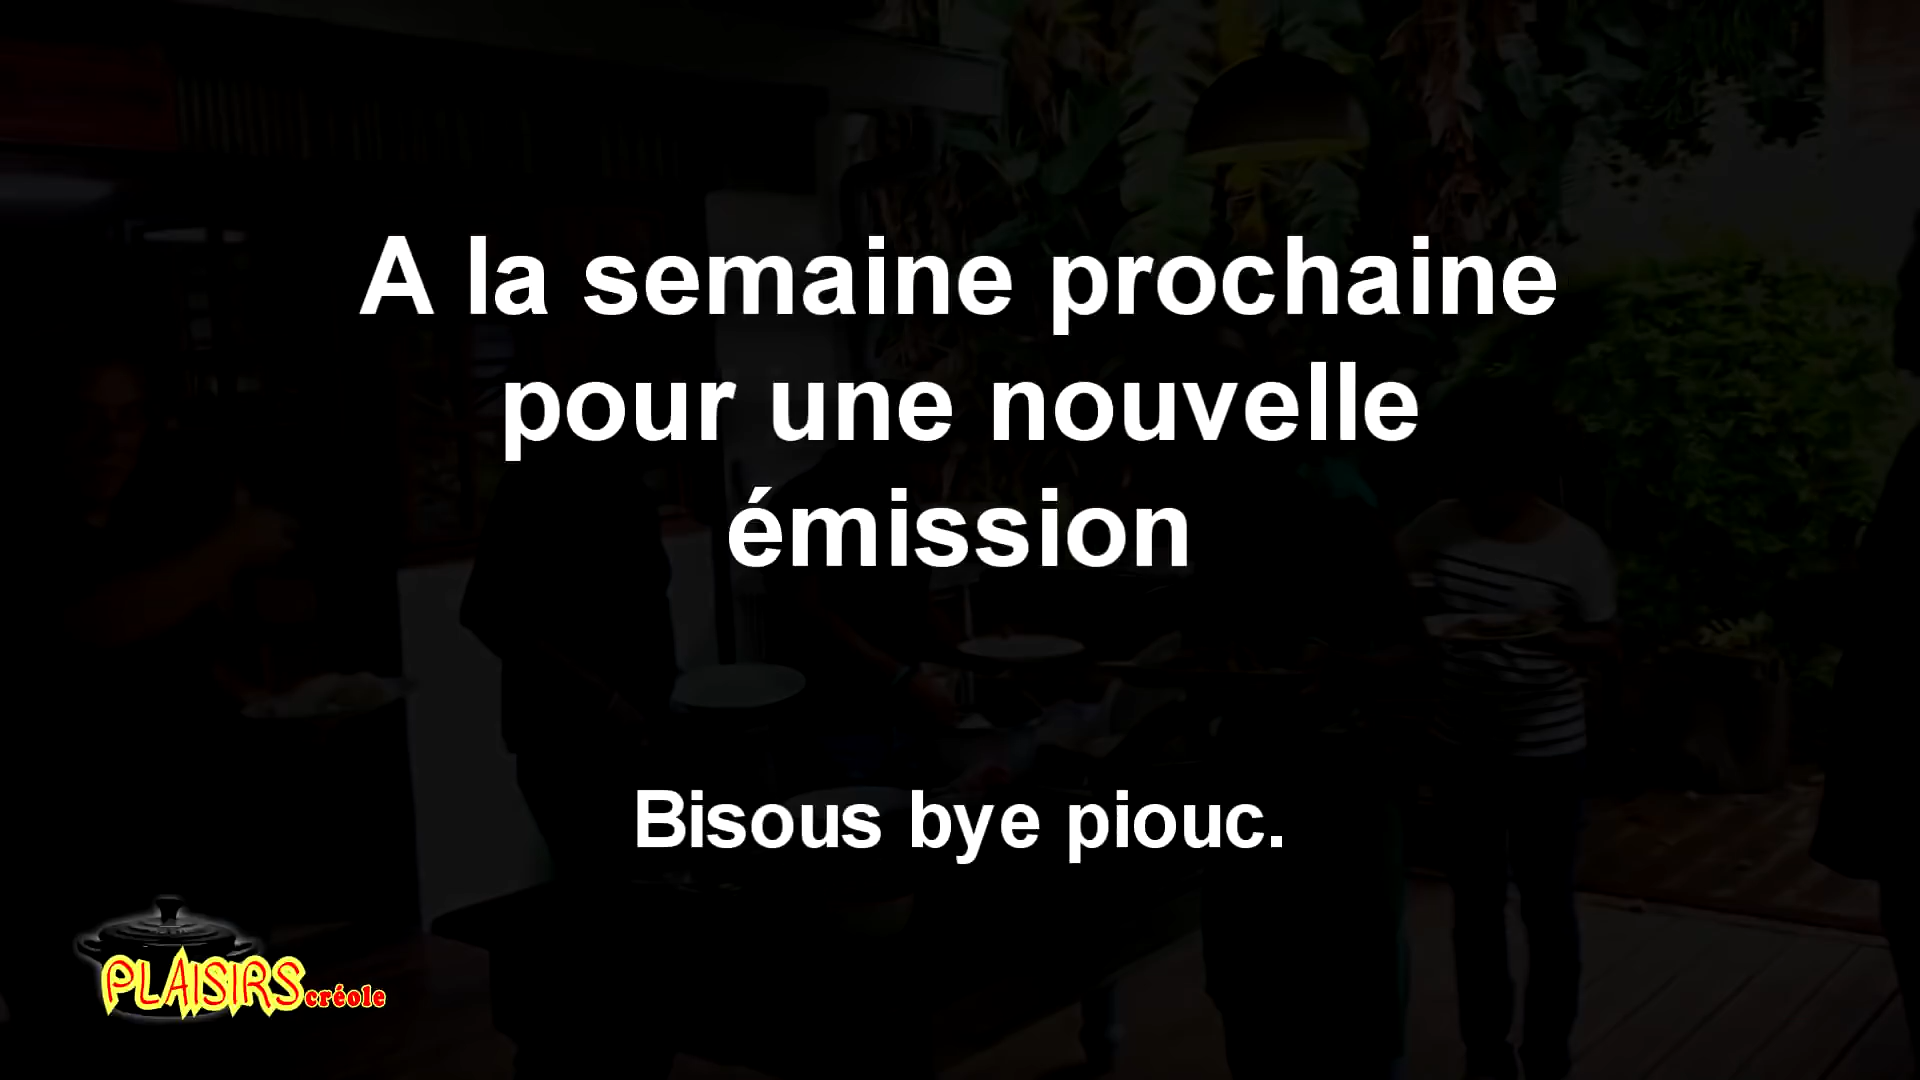 A la semaine prochaine
pour une nouvelle
émission
Bisous bye piouc.
PLAISIRS créole